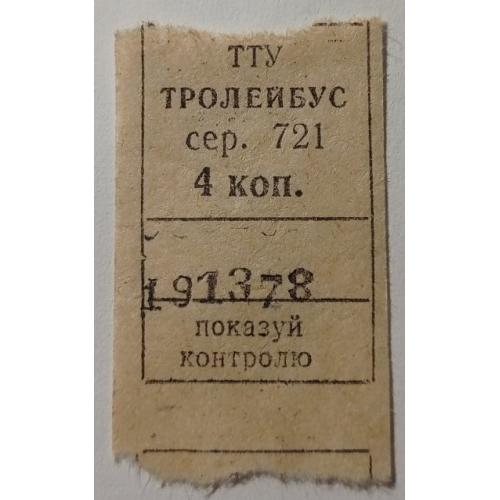 ТТУ
ТРОЛЕЙБУС
сер. 721
4 коп.
191378
показуй
контролю